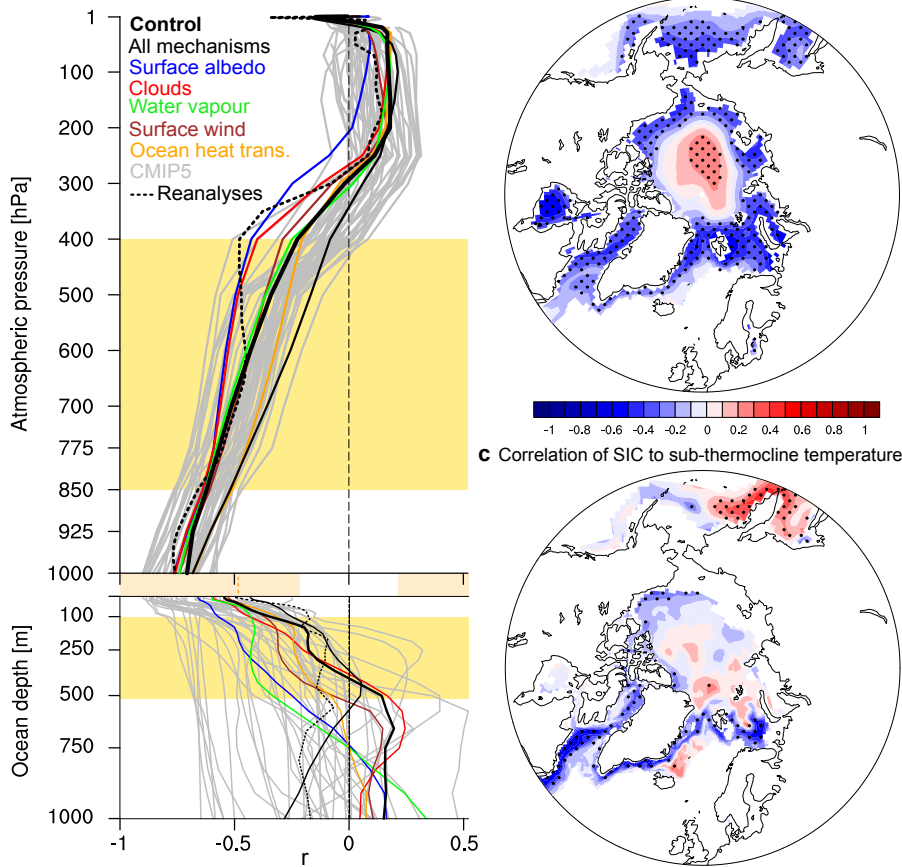 Control
All mechanisms
Surface albedo
Clouds
Water vapour
Surface wind
Ocean heat trans.
CMIP5
Reanalyses
Atmospheric pressure [hPa]
1
100
200
300
400
500
600
700
775
850
925
1000
Ocean depth [m]
100
250
500
750
1000
-1 -0.5 0 0.5
r
-1 -0.8 -0.6 -0.4 -0.2 0 0.2 0.4 0.6 0.8 1
c Correlation of SIC to sub-thermocline temperature